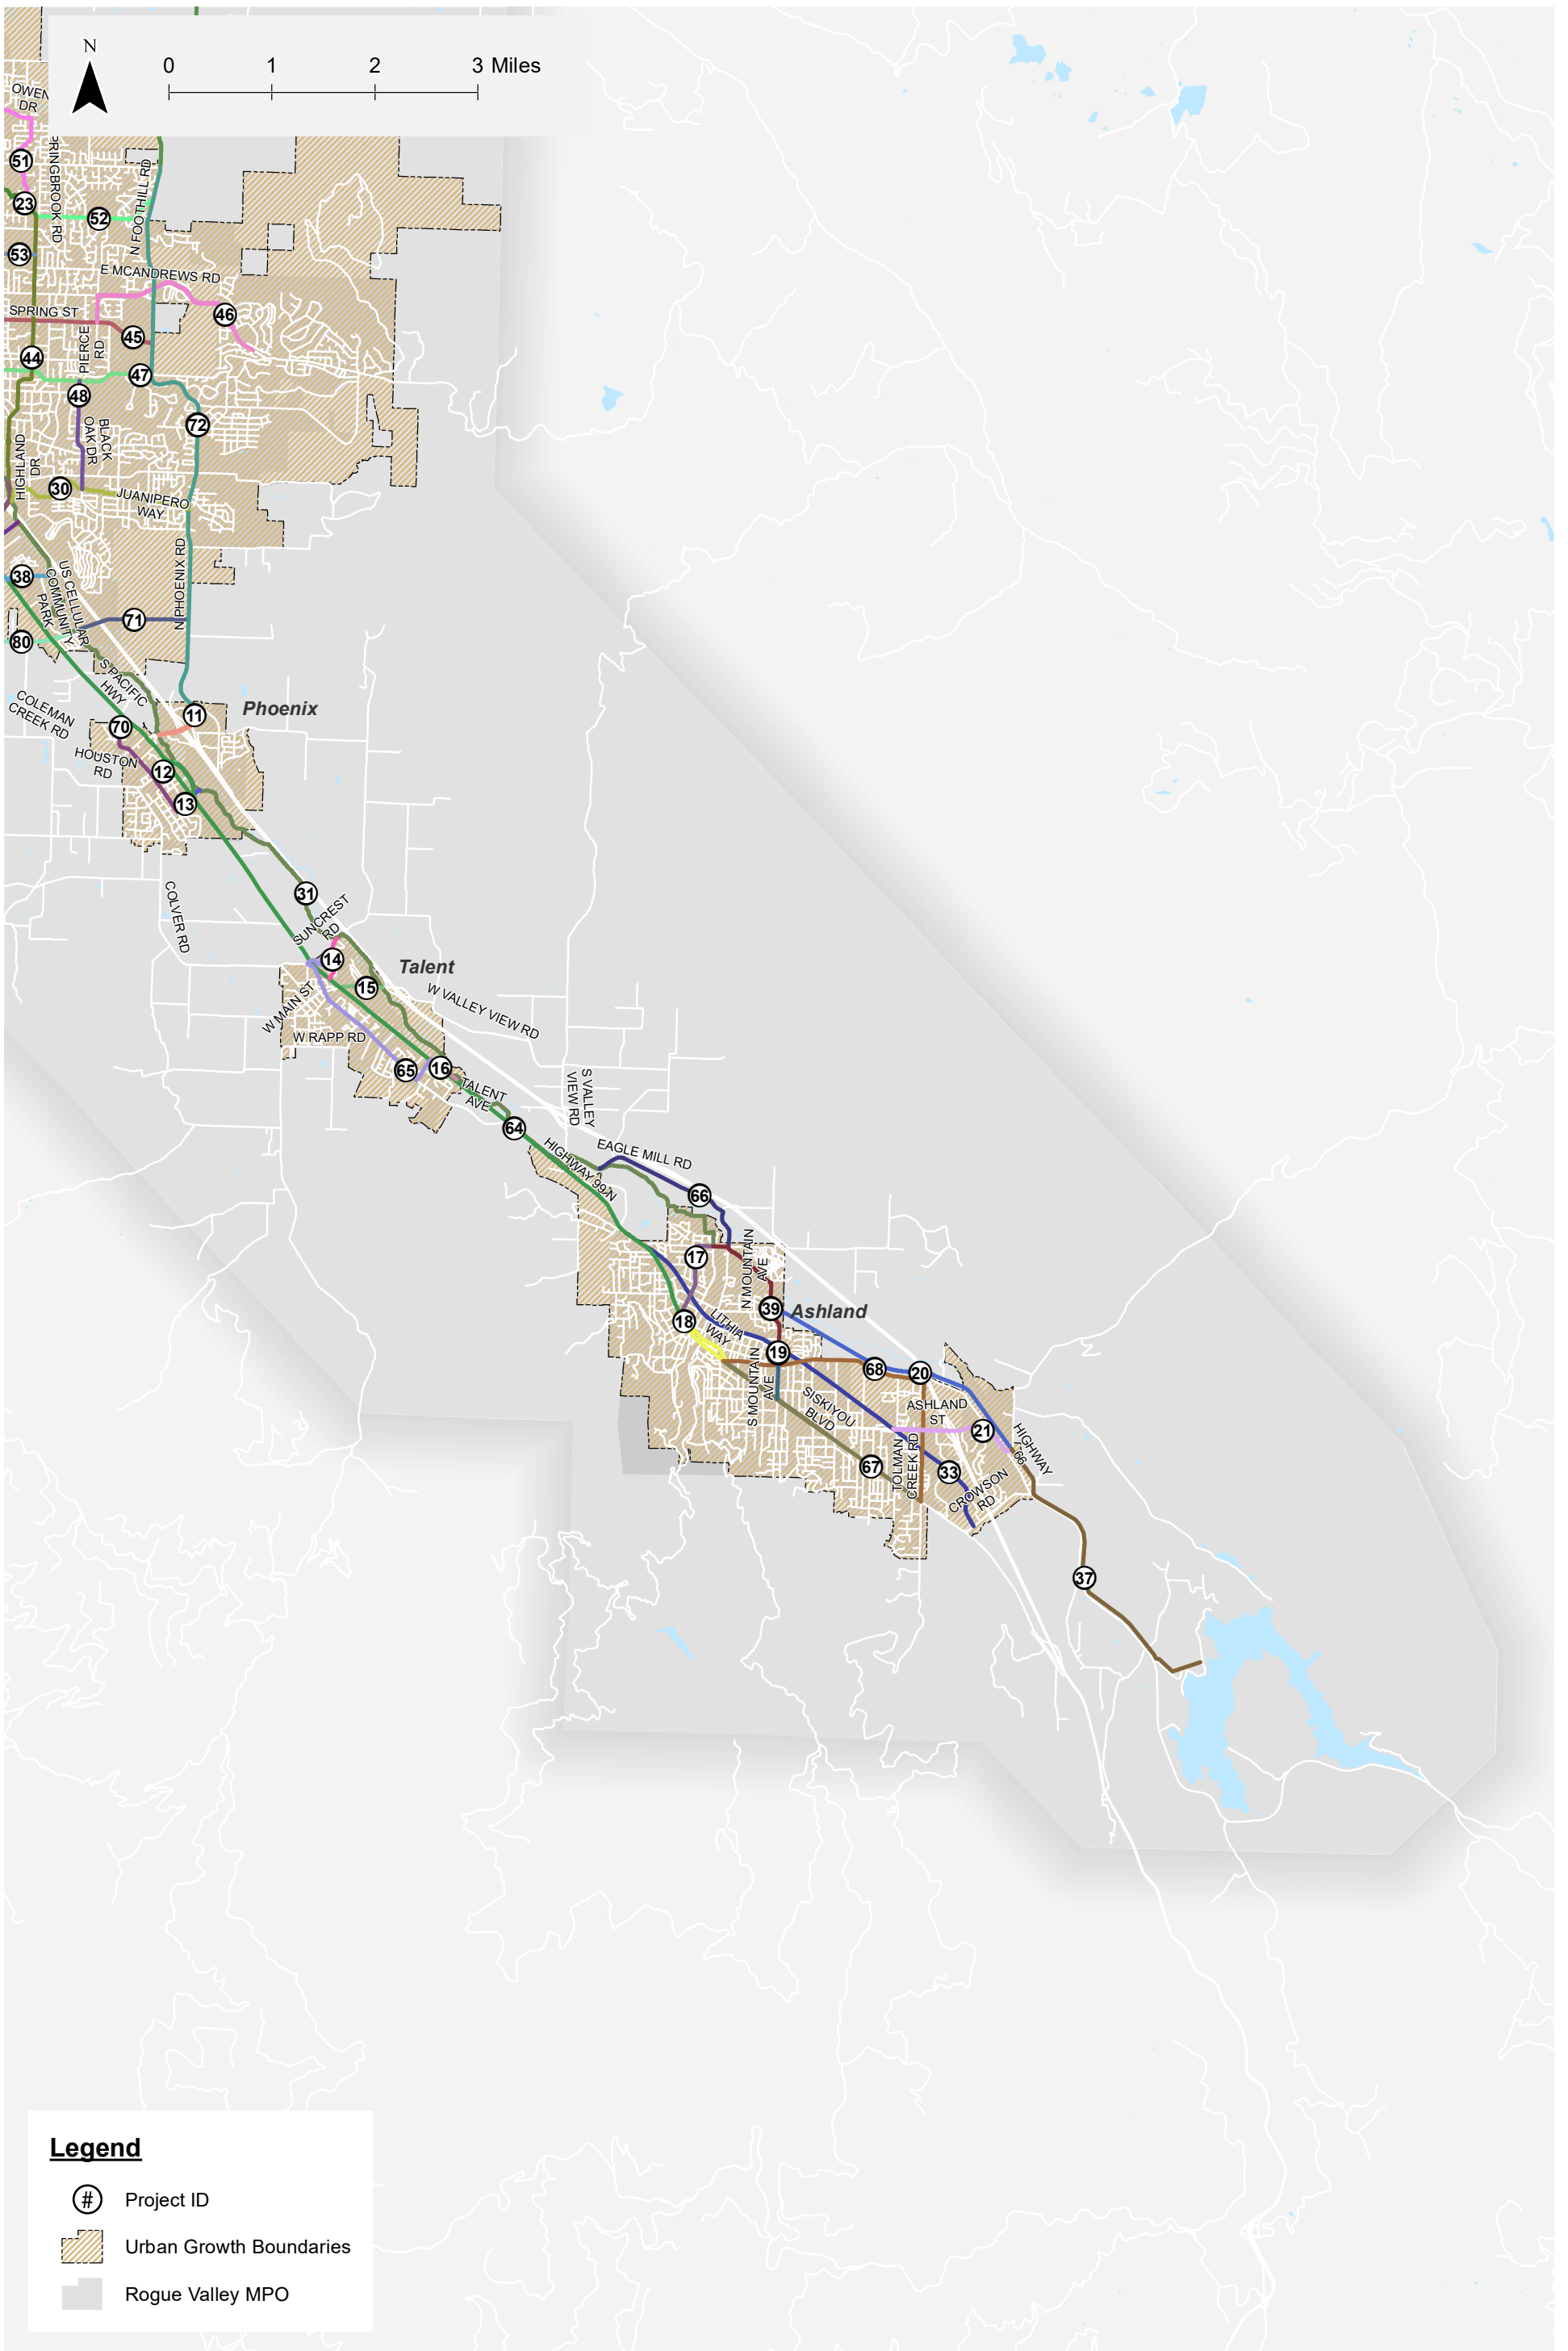 N
0 1 2 3 Miles
OWEN
DR
51
RINGBROOK RD
N FOOTHILL RD
23
52
53
E MCANDREWS RD
46
SPRING ST
45
PIERCE
RD
44
47
48
72
BLACK
OAK DR
HIGHLAND
DR
30
JUANIPERO
WAY
N PHOENIX RD
38
US CELLULAR
COMMUNITY
PARK
71
80
S PACIFIC
HWY
COLEMAN
CREEK RD
11
Phoenix
70
HOUSTON
RD
12
13
COLVER RD
31
SUNCREST
RD
14
Talent
15
W VALLEY VIEW RD
W MAIN ST
W RAPP RD
65
16
TALENT
AVE
S VALLEY
VIEW RD
64
HIGHWAY 99 N
EAGLE MILL RD
66
17
N MOUNTAIN
AVE
39
Ashland
18
LITHIA
WAY
19
S MOUNTAIN
AVE
68
20
SISKIYOU
BLVD
ASHLAND
ST
21
HIGHWAY
66
67
TOLMAN
CREEK RD
33
CROWSON
RD
37
Legend
# Project ID
Urban Growth Boundaries
Rogue Valley MPO